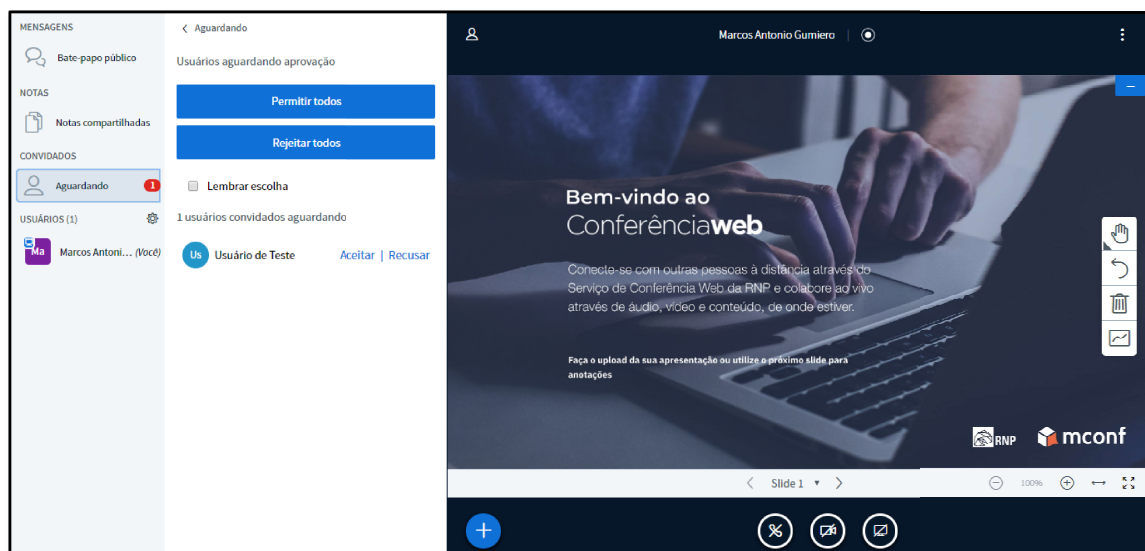 MENSAGENS
Bate-papo público
NOTAS
Notas compartilhadas
CONVIDADOS
Aguardando 1
USUÁRIOS (1)
Ma Marcos Antoni... (Você)
Aguardando
Usuários aguardando aprovação
Permitir todos
Rejeitar todos
Lembrar escolha
1 usuários convidados aguardando
Us Usuário de Teste Aceitar | Recusar
Marcos Antonio Gumiero
Bem-vindo ao
Conferênciaweb
Conecte-se com outras pessoas à distância através do
Serviço de Conferência Web da RNP e colabore ao vivo
através de áudio, vídeo e conteúdo, de onde estiver.
Faça o upload da sua apresentação ou utilize o próximo slide para
anotações
RNP mconf
Slide 1
100%